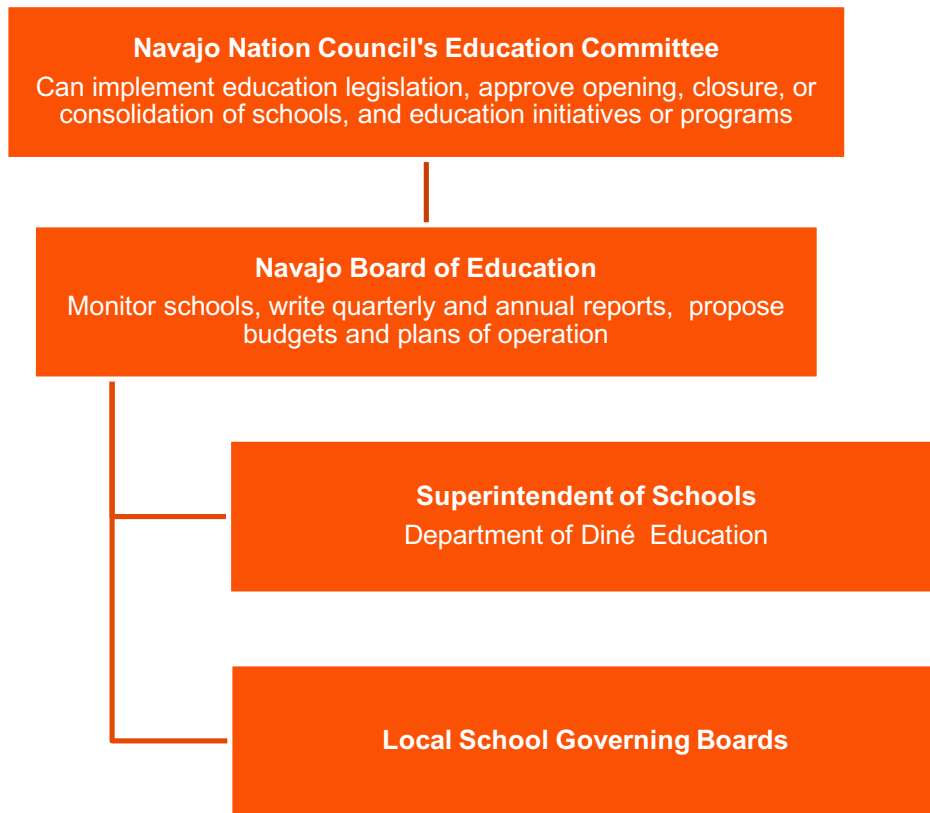 Navajo Nation Council's Education Committee
Can implement education legislation, approve opening, closure, or
consolidation of schools, and education initiatives or programs
Navajo Board of Education
Monitor schools, write quarterly and annual reports,  propose
budgets and plans of operation
Superintendent of Schools
Department of Diné  Education
Local School Governing Boards